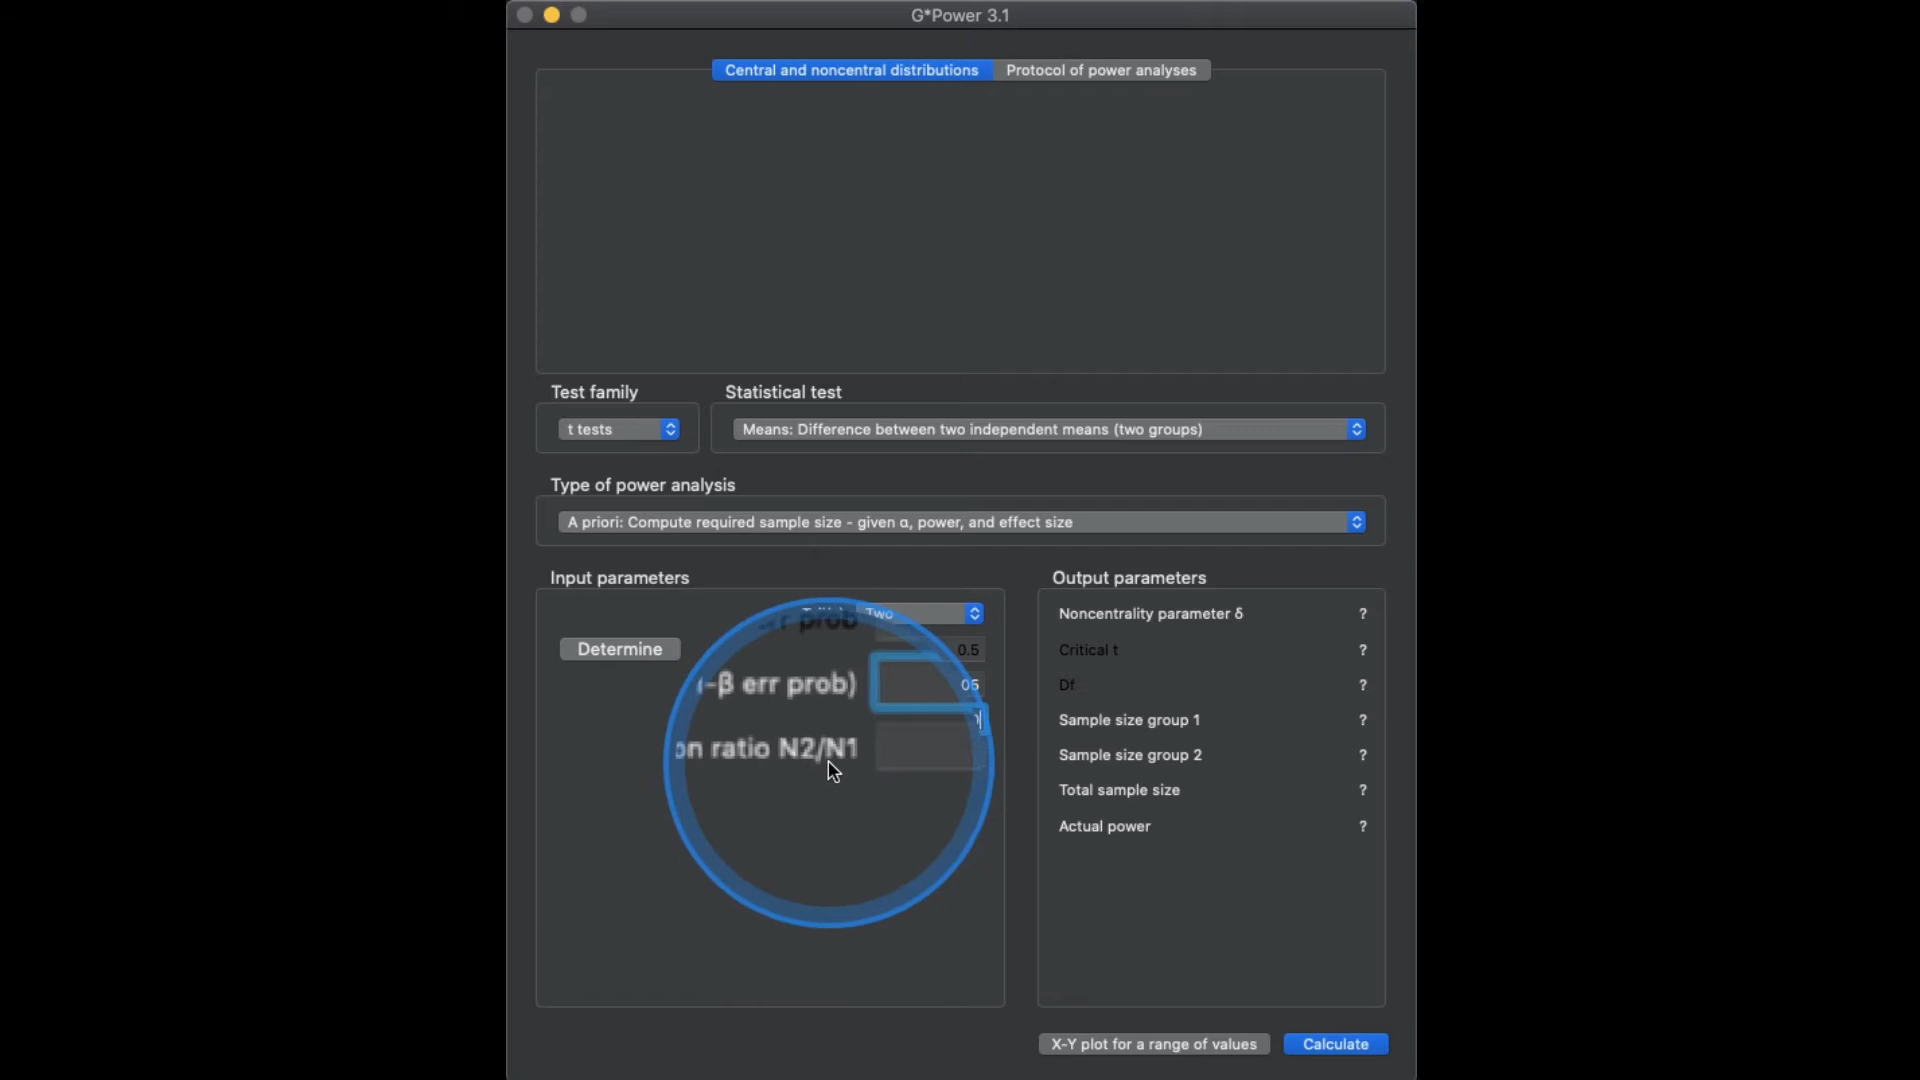 G*Power 3.1
Central and noncentral distributions
Protocol of power analyses
Test family
Statistical test
t tests
Means: Difference between two independent means (two groups)
Type of power analysis
A priori: Compute required sample size - given α, power, and effect size
Input parameters
Output parameters
Two
err prob
Determine
0.5
-β err prob)
05
on ratio N2/N1
Noncentrality parameter δ
?
Critical t
?
Df
?
Sample size group 1
?
Sample size group 2
?
Total sample size
?
Actual power
?
X-Y plot for a range of values
Calculate